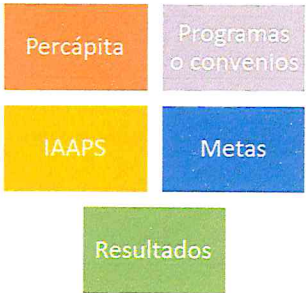 Percápita
Programas
o convenios
IAAPS
Metas
Resultados